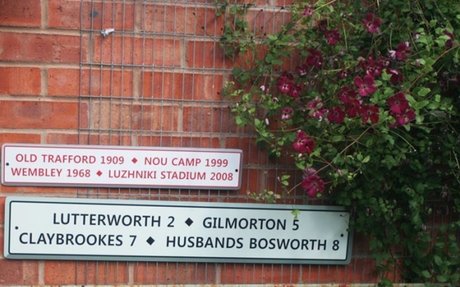 OLD TRAFFORD 1909 ◆ NOU CAMP 1999
WEMBLEY 1968 ◆ LUZHNIKI STADIUM 2008
LUTTERWORTH 2 ◆ GILMORTON 5
CLAYBROOKES 7 ◆ HUSBANDS BOSWORTH 8